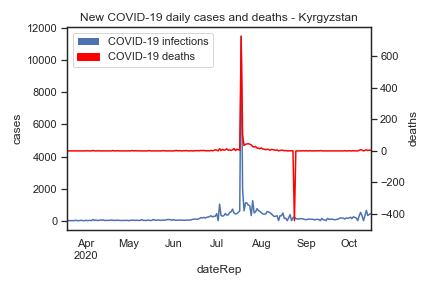 New COVID-19 daily cases and deaths - Kyrgyzstan
COVID-19 infections
COVID-19 deaths
12000
10000
8000
6000
4000
2000
0
cases
600
400
200
0
−200
−400
deaths
Apr
2020
May
Jun
Jul
Aug
Sep
Oct
dateRep